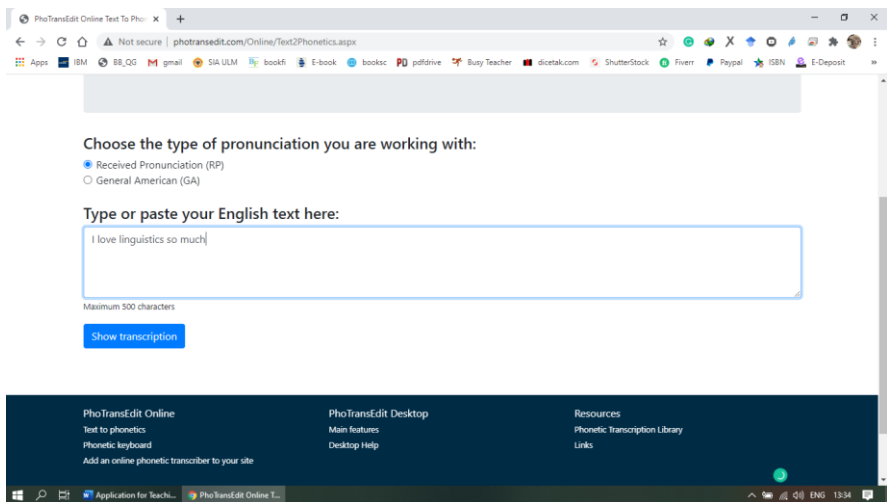 PhoTransEdit Online Text To Pho
Not secure | photransedit.com/Online/Text2Phonetics.aspx
Apps IBM BB_QG gmail SIA ULM bookfi E-book booksc pdfdrive Busy Teacher dicetak.com ShutterStock Fiverr Paypal ISBN E-Deposit
Choose the type of pronunciation you are working with:
Received Pronunciation (RP)
General American (GA)
Type or paste your English text here:
I love linguistics so much
Maximum 500 characters
Show transcription
PhoTransEdit Online PhoTransEdit Desktop Resources
Text to phonetics Main features Phonetic Transcription Library
Phonetic keyboard Desktop Help Links
Add an online phonetic transcriber to your site
Application for Teachi... PhoTransEdit Online T... ENG 13:34